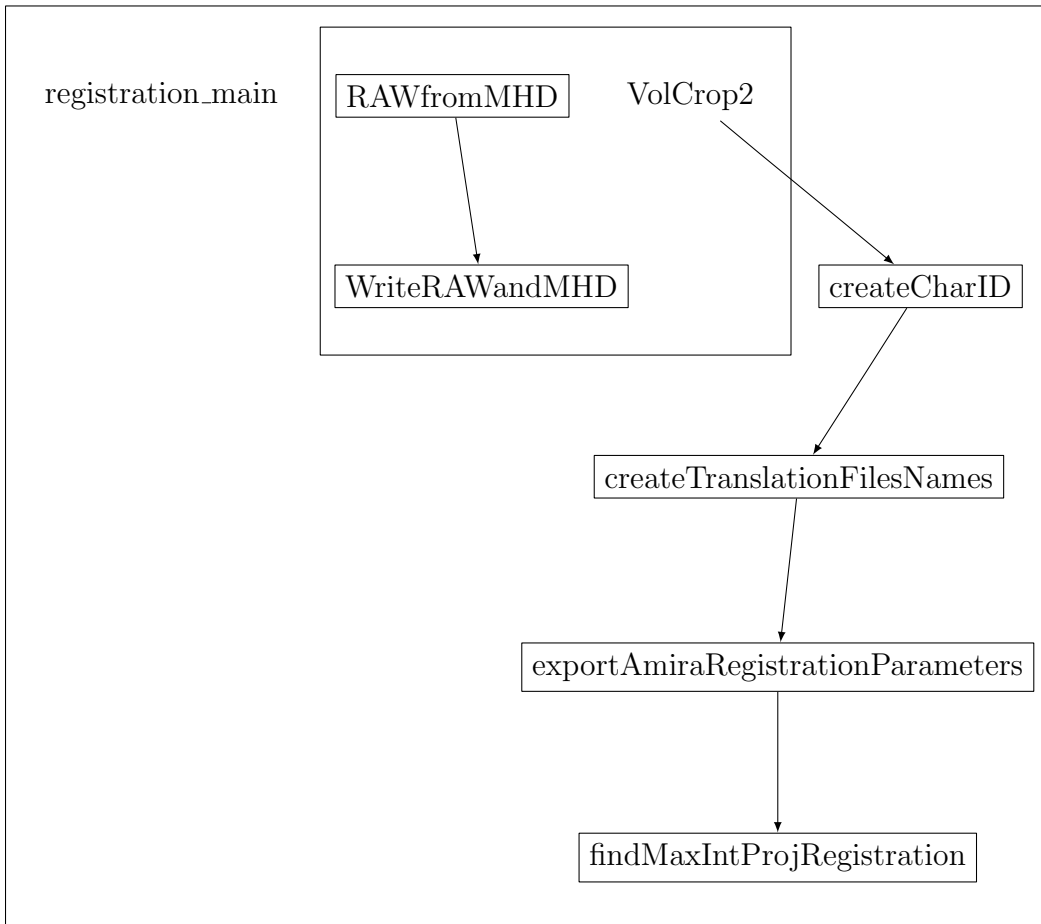 registration_main
RAWfromMHD
VolCrop2
WriteRAWandMHD
createCharID
createTranslationFilesNames
exportAmiraRegistrationParameters
findMaxIntProjRegistration